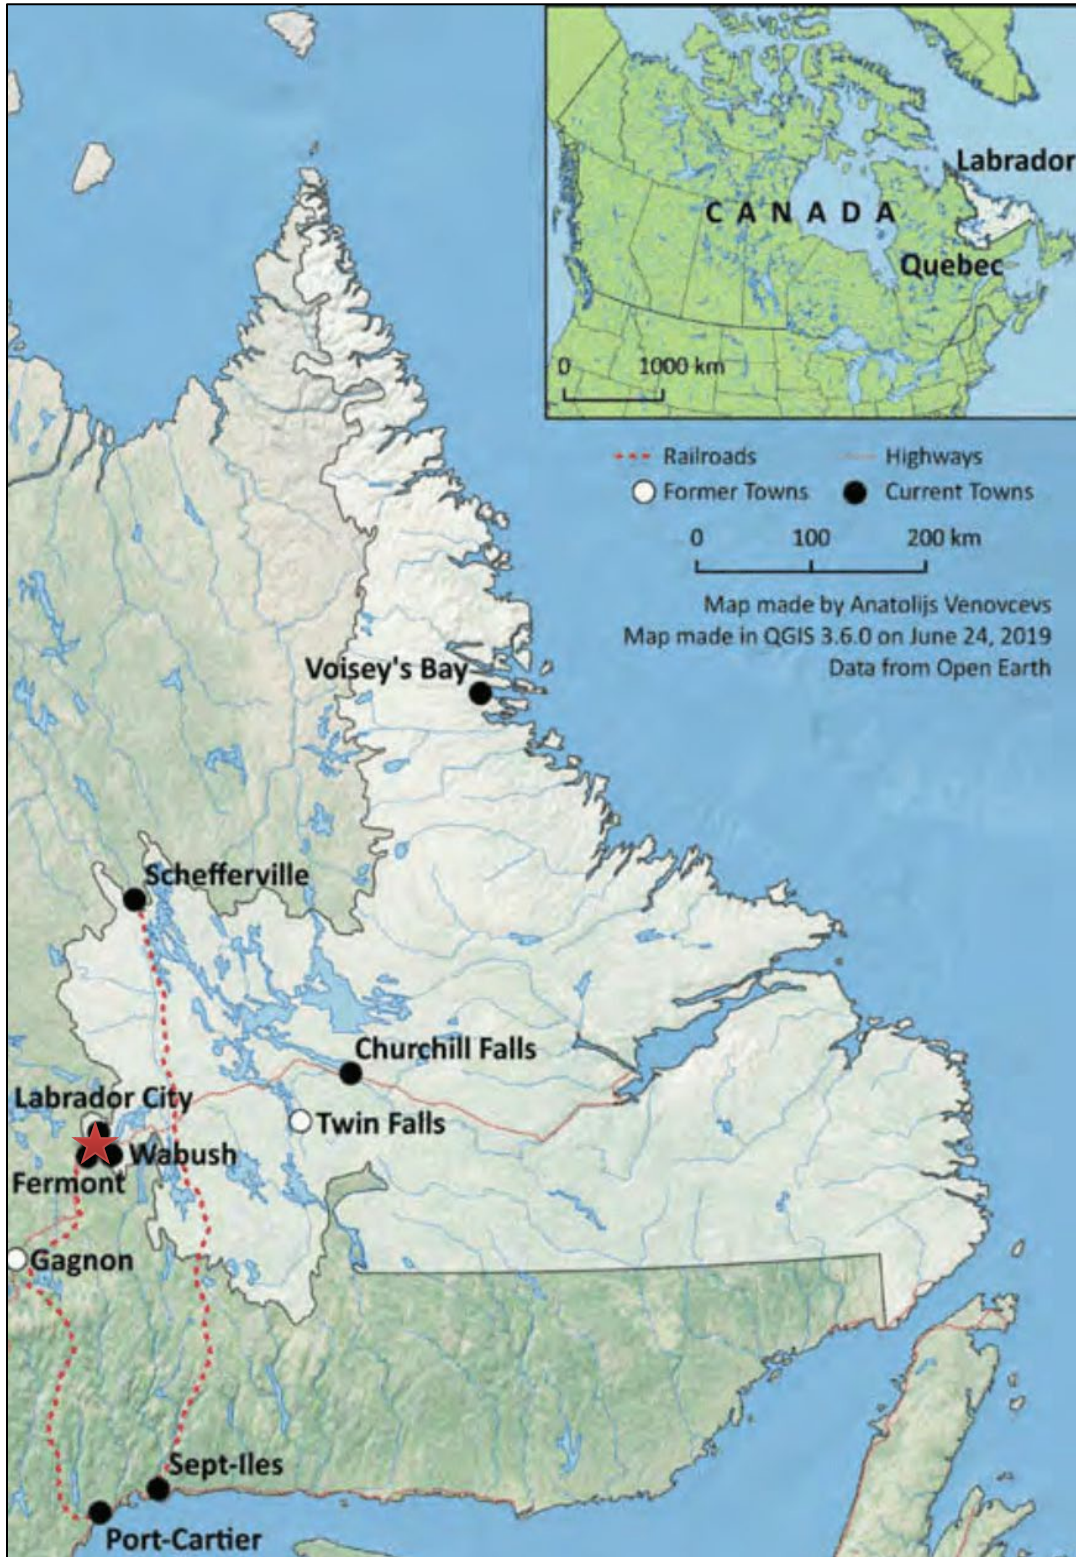 Labrador
C A N A D A
Quebec
0 1000 km
Railroads Highways
Former Towns Current Towns
0 100 200 km
Map made by Anatolijs Venovcevs
Map made in QGIS 3.6.0 on June 24, 2019
Data from Open Earth
Voisey's Bay
Schefferville
Churchill Falls
Labrador City
Twin Falls
Wabush
Fermont
Gagnon
Sept-Iles
Port-Cartier